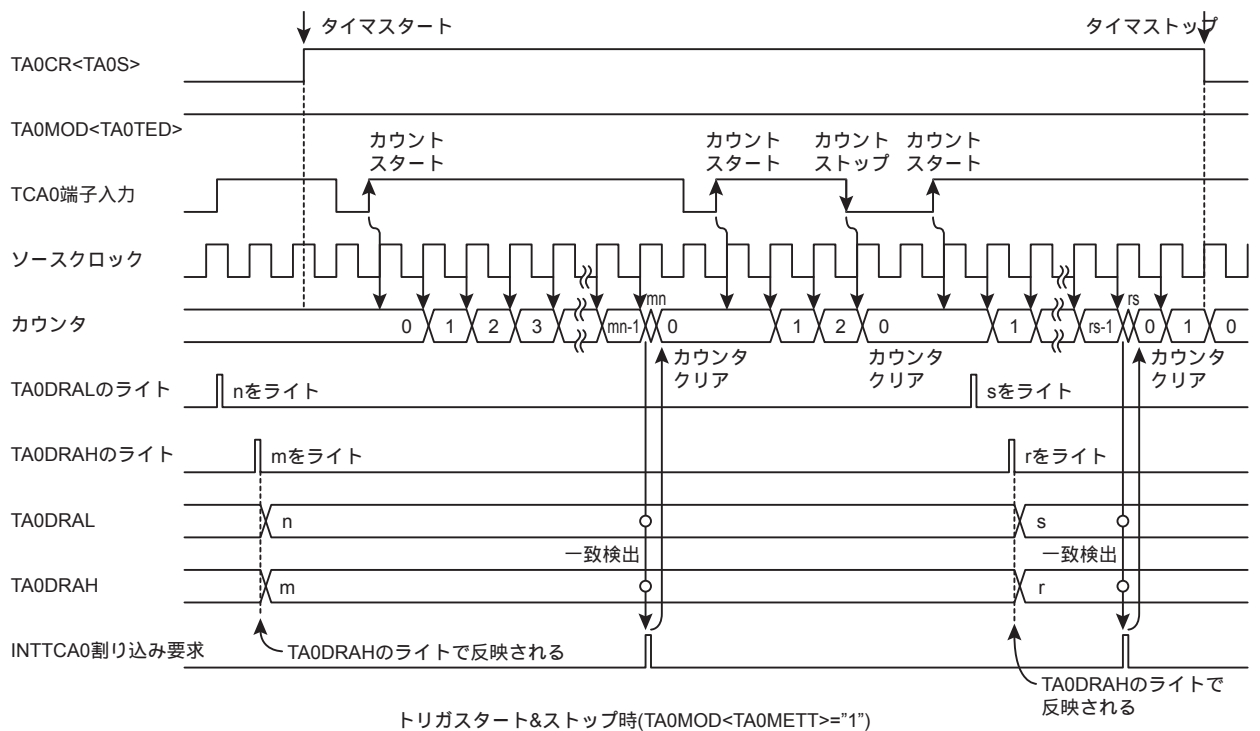 タイマスタート
タイマストップ
TA0CR<TA0S>
TA0MOD<TA0TED>
カウント
スタート
カウント
スタート
カウント
ストップ
カウント
スタート
TCA0端子入力
ソースクロック
カウンタ
0
1
2
3
mn-1
mn
0
1
2
0
1
rs-1
rs
0
1
0
カウンタ
クリア
カウンタ
クリア
カウンタ
クリア
TA0DRALのライト
nをライト
sをライト
TA0DRAHのライト
mをライト
rをライト
TA0DRAL
n
s
一致検出
一致検出
TA0DRAH
m
r
INTTCA0割り込み要求
TA0DRAHのライトで反映される
TA0DRAHのライトで
反映される
トリガスタート&ストップ時(TA0MOD<TA0METT>=”1”)